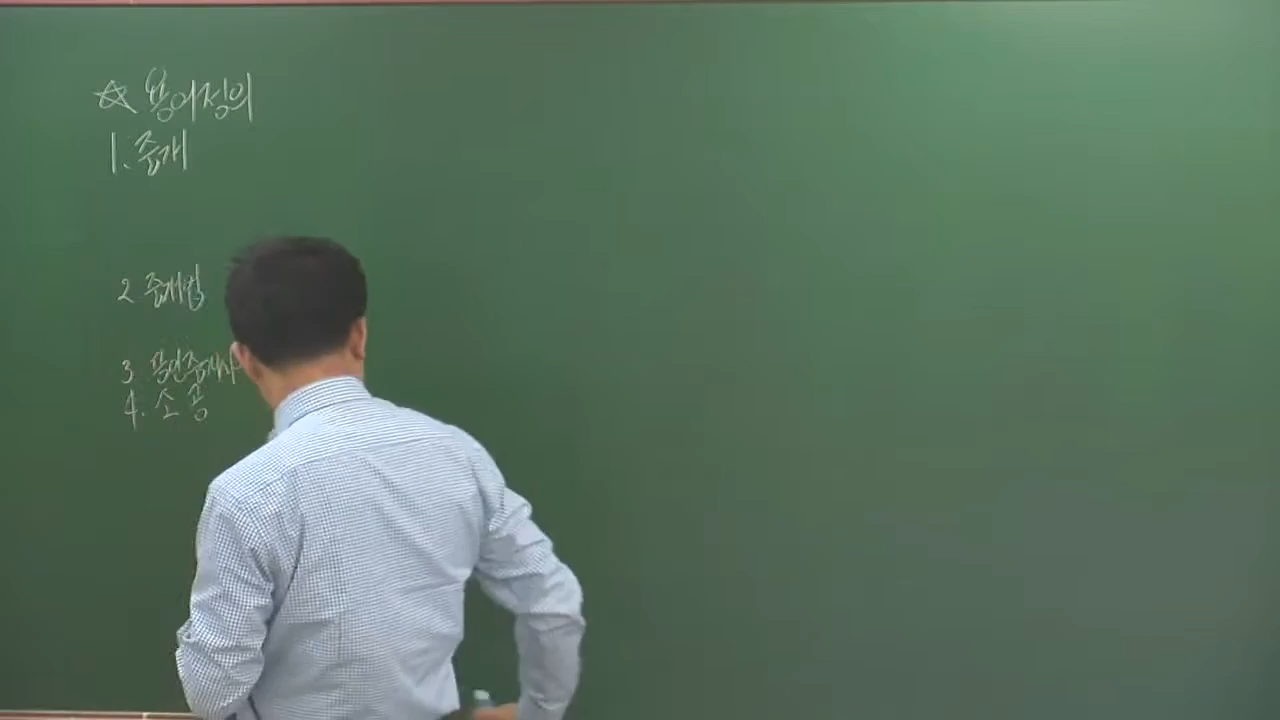 ☆ 용어정의
1. 중개
2. 중개업
3 공인중개사
4. 소공